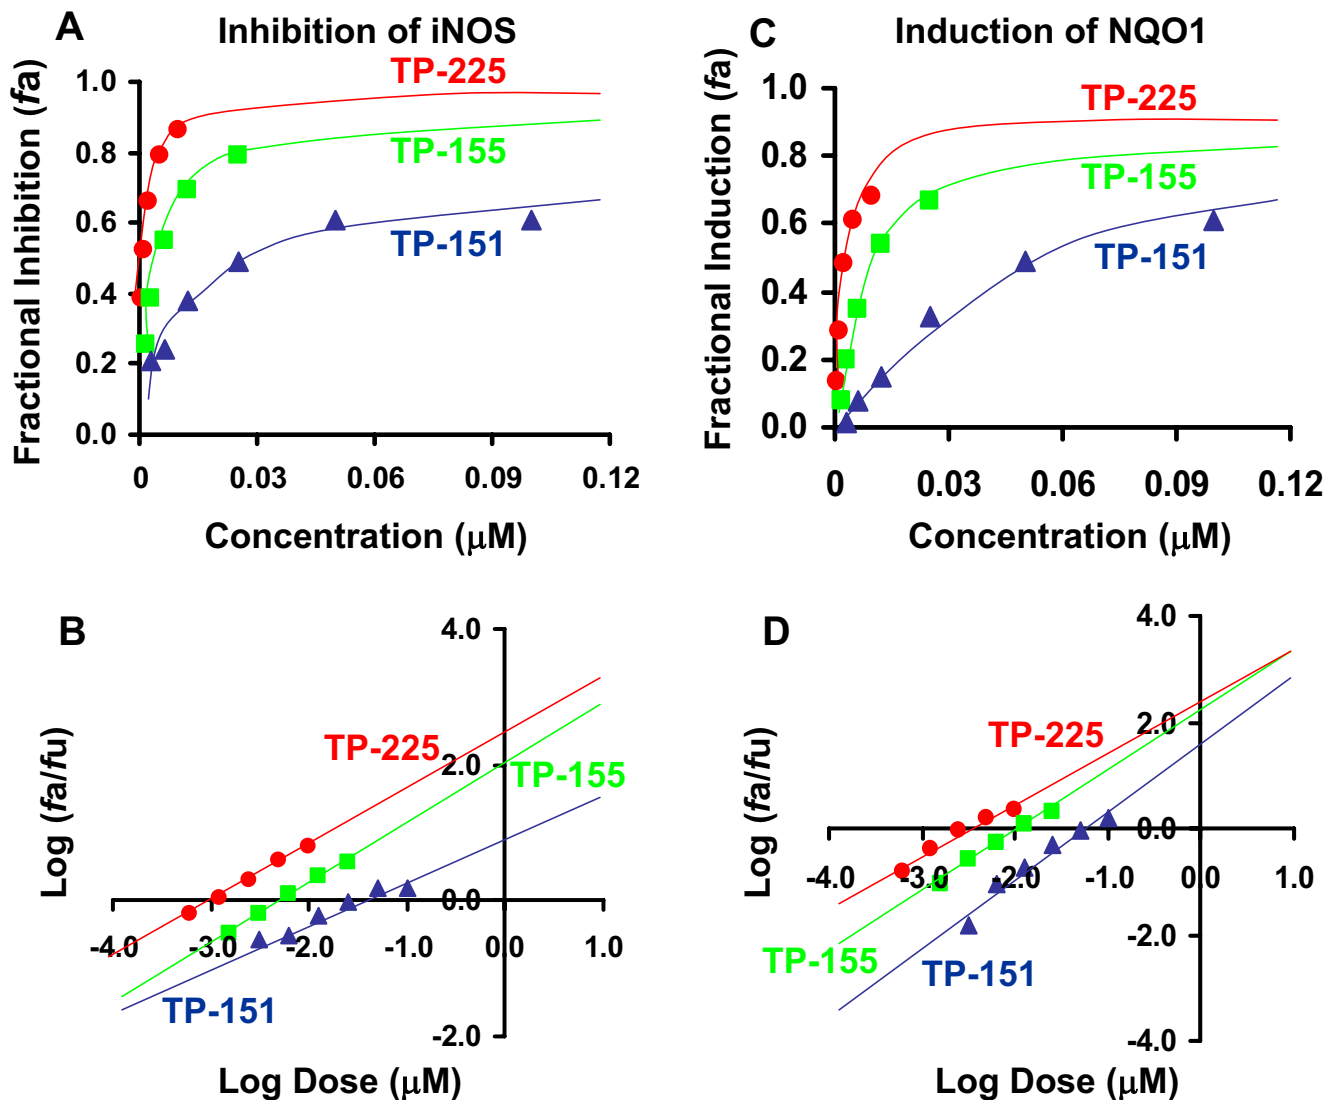 A
Inhibition of iNOS
Fractional Inhibition (fa)
1.0
0.8
0.6
0.4
0.2
0.0
TP-225
TP-155
TP-151
0 0.03 0.06 0.09 0.12
Concentration (μM)
C
Induction of NQO1
Fractional Induction (fa)
1.0
0.8
0.6
0.4
0.2
0.0
TP-225
TP-155
TP-151
0 0.03 0.06 0.09 0.12
Concentration (μM)
B
Log (fa/fu)
4.0
2.0
0.0
-2.0
TP-225
TP-155
TP-151
-4.0 -3.0 -2.0 -1.0 0.0 1.0
Log Dose (μM)
D
Log (fa/fu)
4.0
2.0
0.0
-2.0
-4.0
TP-225
TP-155
TP-151
-4.0 -3.0 -2.0 -1.0 0.0 1.0
Log Dose (μM)